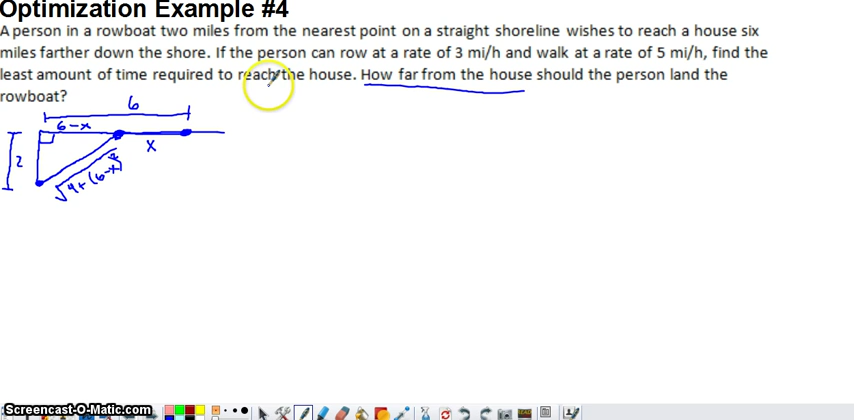 Optimization Example #4
A person in a rowboat two miles from the nearest point on a straight shoreline wishes to reach a house six
miles farther down the shore. If the person can row at a rate of 3 mi/h and walk at a rate of 5 mi/h, find the
least amount of time required to reach the house. How far from the house should the person land the
rowboat?
6
6-x
x
2
√4+(6-x)²
Screencast-O-Matic.com